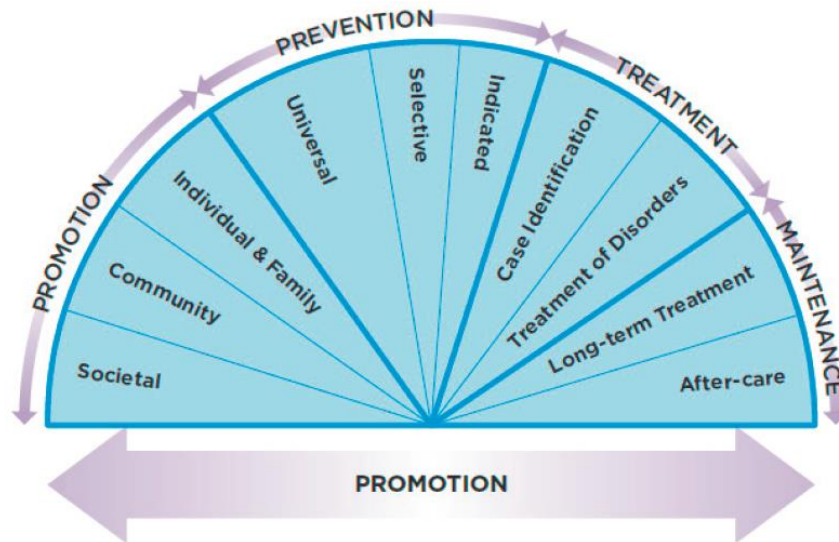 PROMOTION
PREVENTION
TREATMENT
MAINTENANCE
Societal
Community
Individual & Family
Universal
Selective
Indicated
Case Identification
Treatment of Disorders
Long-term Treatment
After-care
PROMOTION